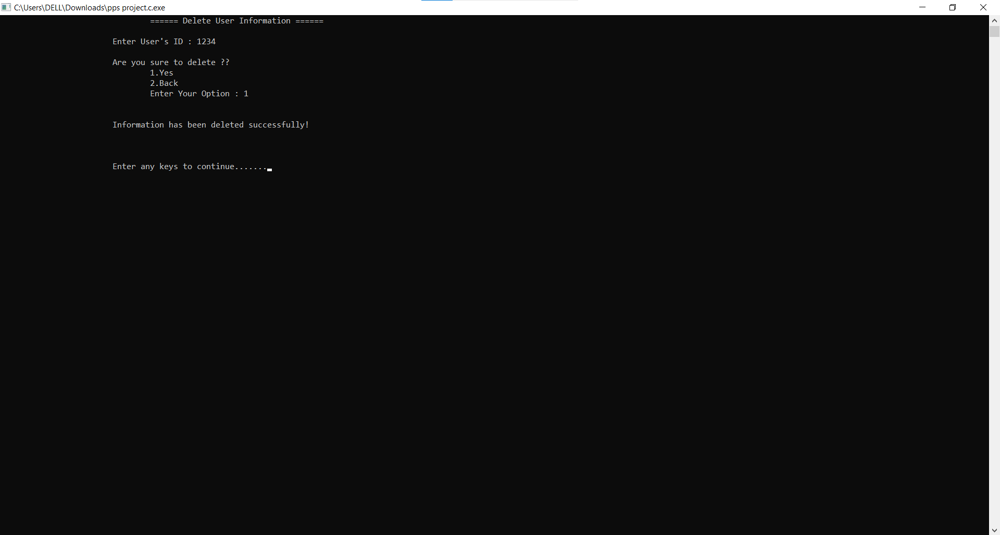 C:\Users\DELL\Downloads\pps project.c.exe
====== Delete User Information ======
Enter User's ID : 1234
Are you sure to delete ??
1.Yes
2.Back
Enter Your Option : 1
Information has been deleted successfully!
Enter any keys to continue.......